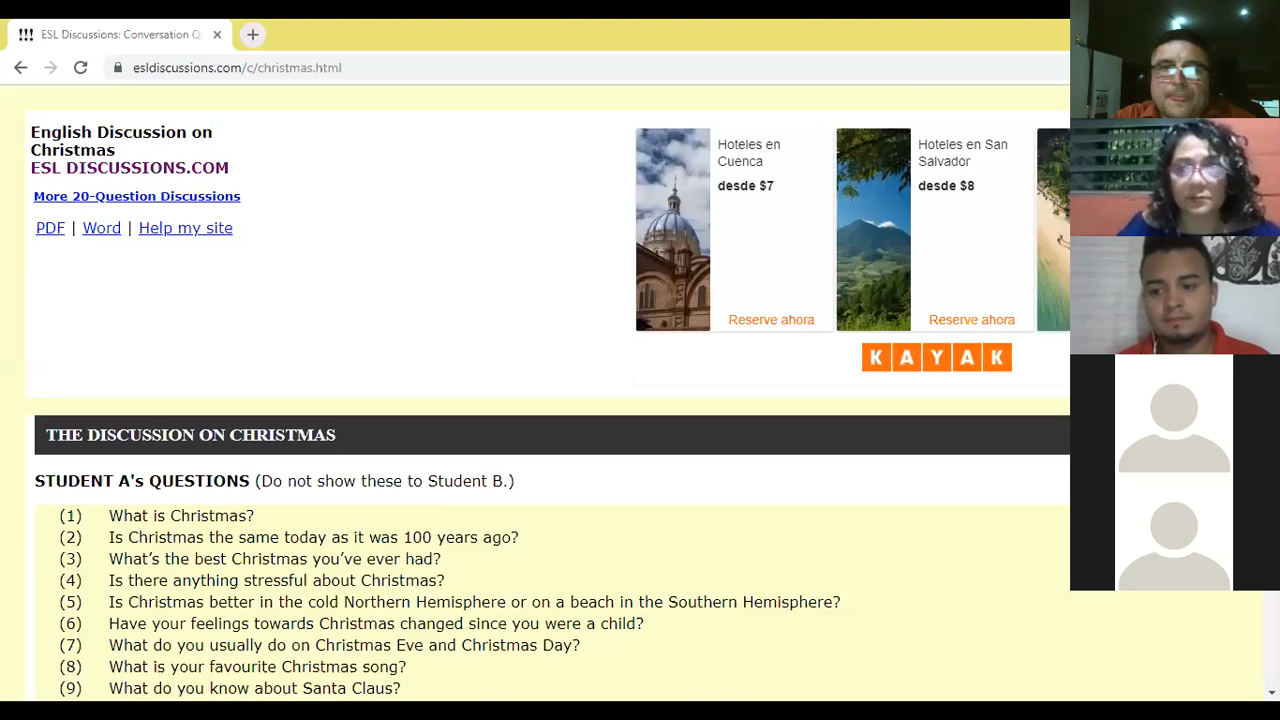 ESL Discussions: Conversation Q
esldiscussions.com/c/christmas.html
English Discussion on
Christmas
ESL DISCUSSIONS.COM
More 20-Question Discussions
PDF | Word | Help my site
Hoteles en
Cuenca
desde $7
Reserve ahora
Hoteles en San
Salvador
desde $8
Reserve ahora
KAYAK
THE DISCUSSION ON CHRISTMAS
STUDENT A's QUESTIONS (Do not show these to Student B.)
(1) What is Christmas?
(2) Is Christmas the same today as it was 100 years ago?
(3) What’s the best Christmas you’ve ever had?
(4) Is there anything stressful about Christmas?
(5) Is Christmas better in the cold Northern Hemisphere or on a beach in the Southern Hemisphere?
(6) Have your feelings towards Christmas changed since you were a child?
(7) What do you usually do on Christmas Eve and Christmas Day?
(8) What is your favourite Christmas song?
(9) What do you know about Santa Claus?